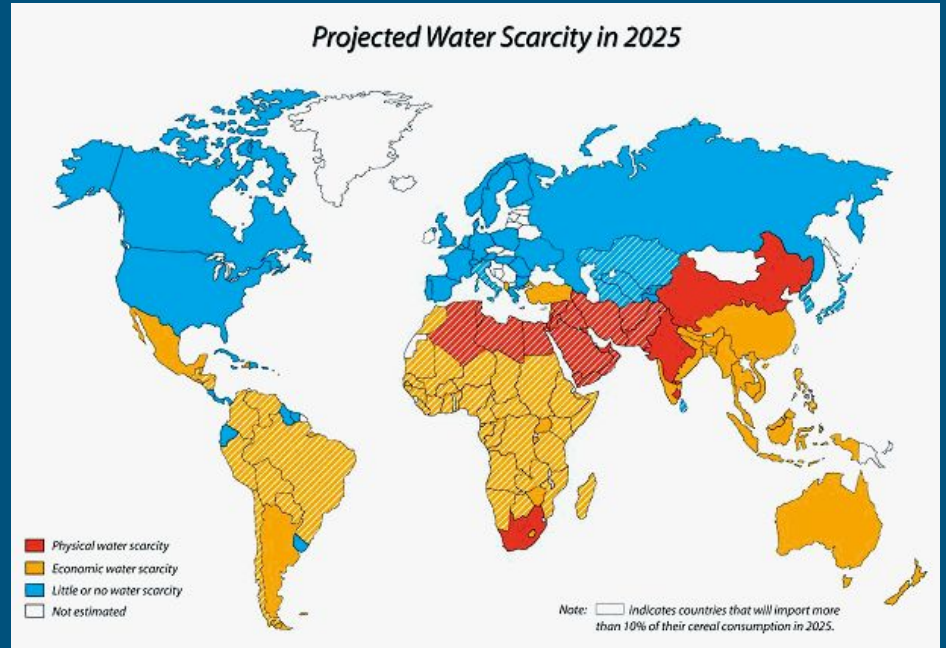 Projected Water Scarcity in 2025
Physical water scarcity
Economic water scarcity
Little or no water scarcity
Not estimated
Note: indicates countries that will import more
than 10% of their cereal consumption in 2025.